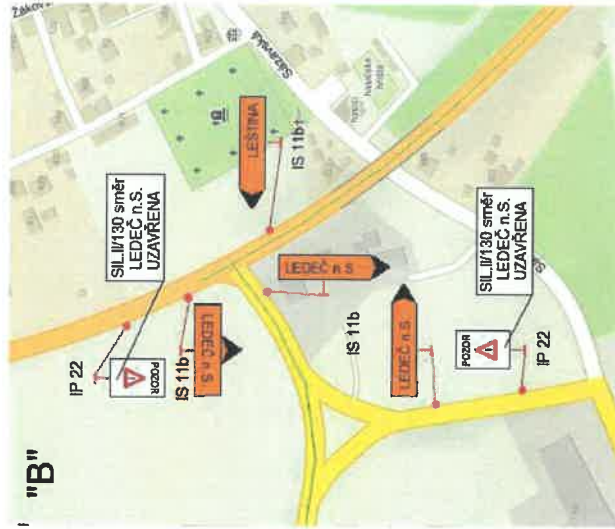 "B"
IP 22
POZOR
SIL.II/130 směr
LEDEČ n.S.
UZAVŘENA
IS 11b
LEDEČ n.S.
LEŠTINA
IS 11b
LEDEČ n.S.
IS 11b
LEDEČ n.S.
POZOR
IP 22
SIL.II/130 směr
LEDEČ n.S.
UZAVŘENA
Sázavská